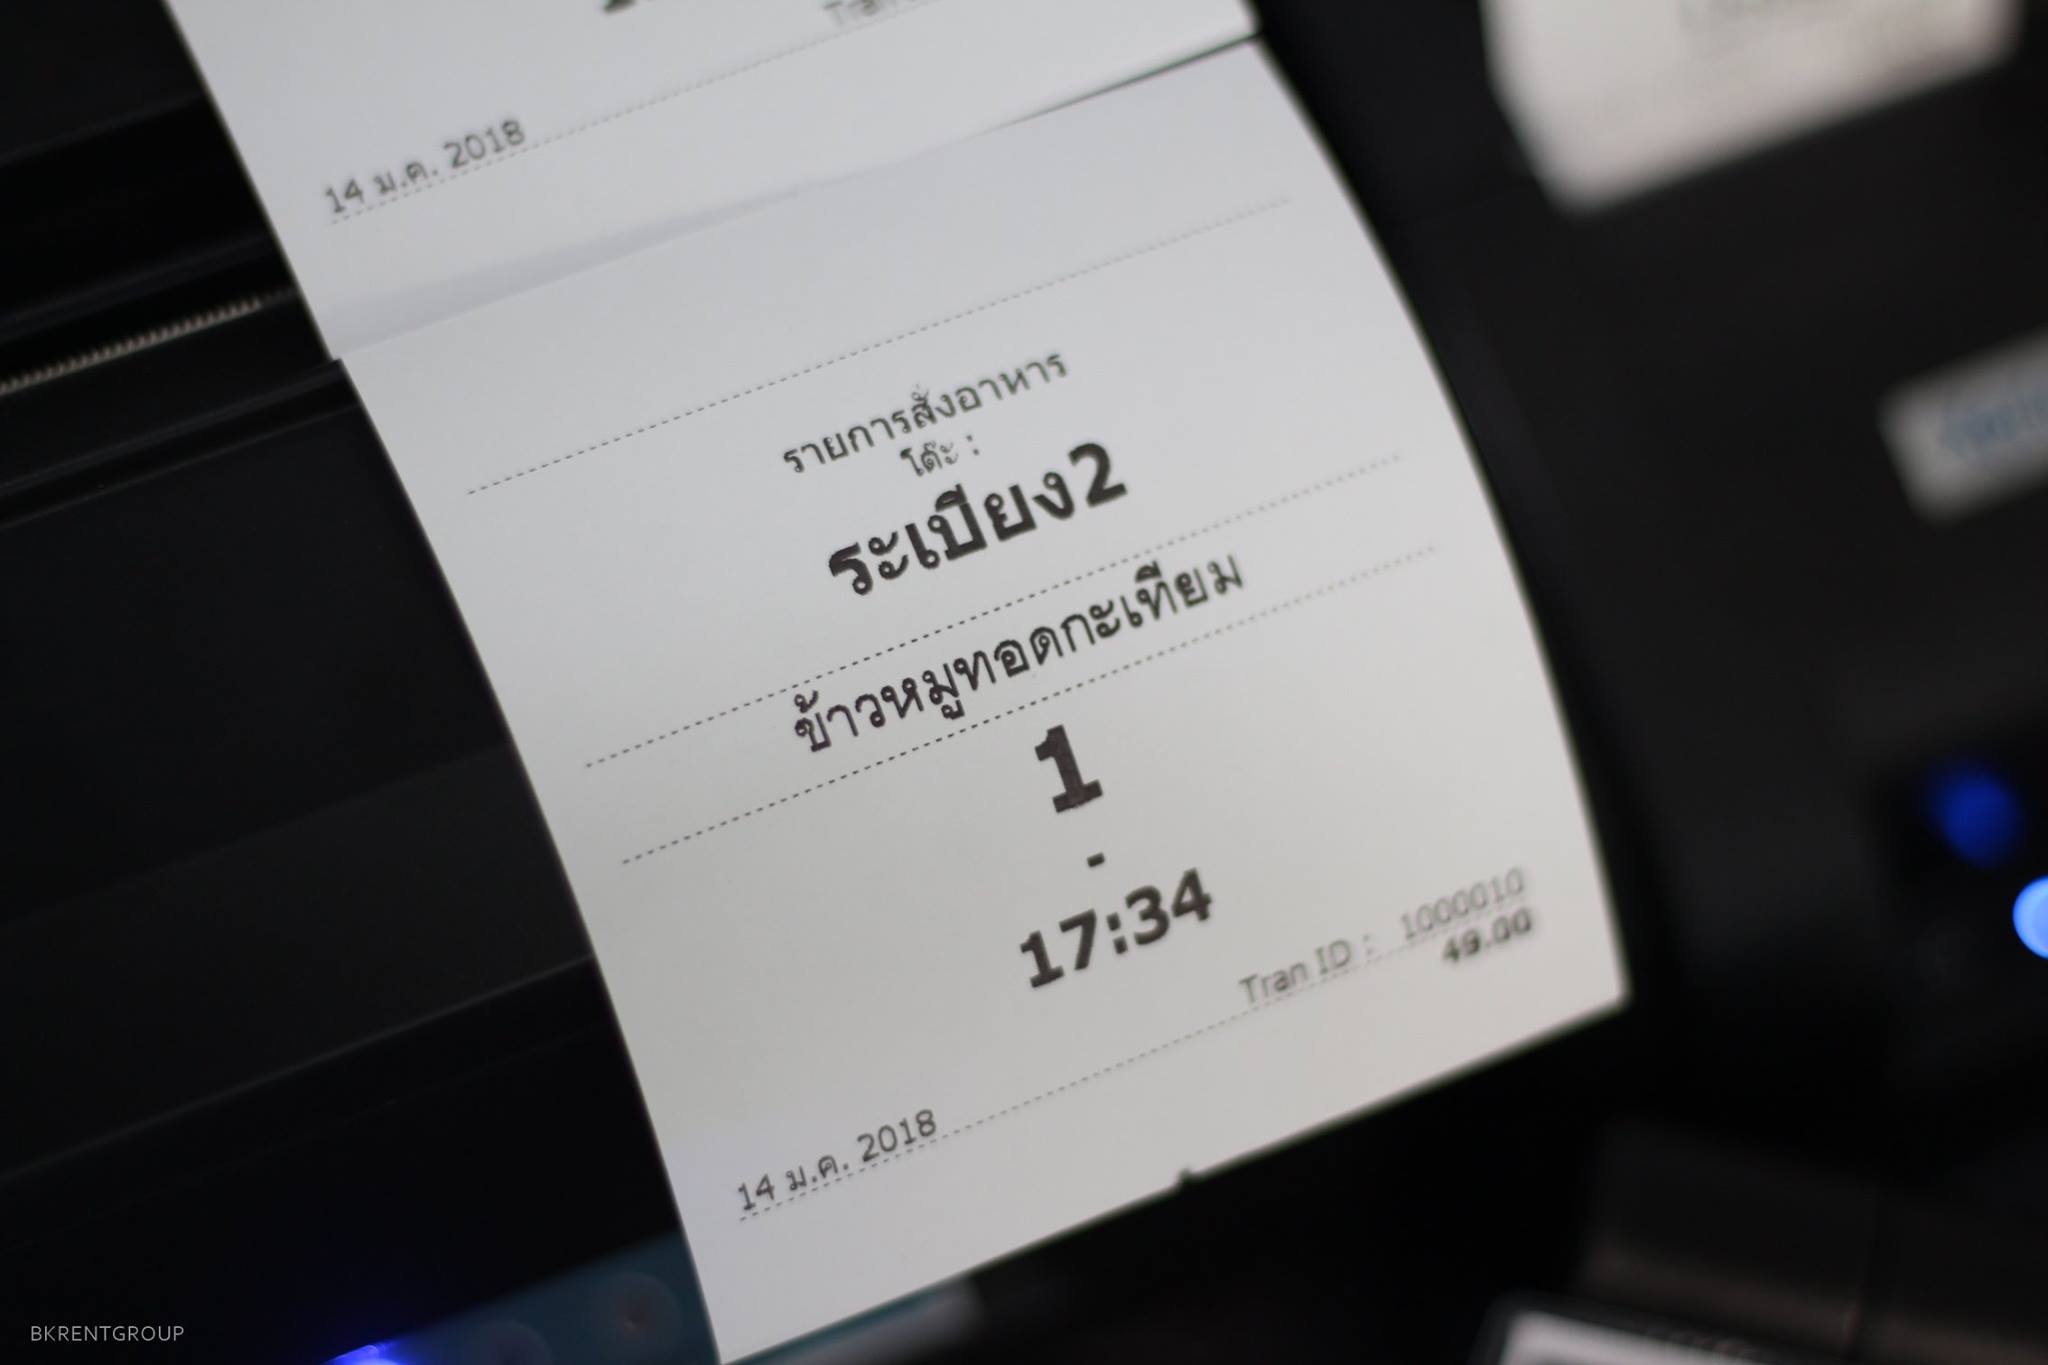 Tran
14 ม.ค. 2018
รายการสั่งอาหาร
โต๊ะ :
ระเบียง2
ข้าวหมูทอดกะเทียม
1
-
17:34
Tran ID : 1000010
49.00
14 ม.ค. 2018
BKRENTGROUP